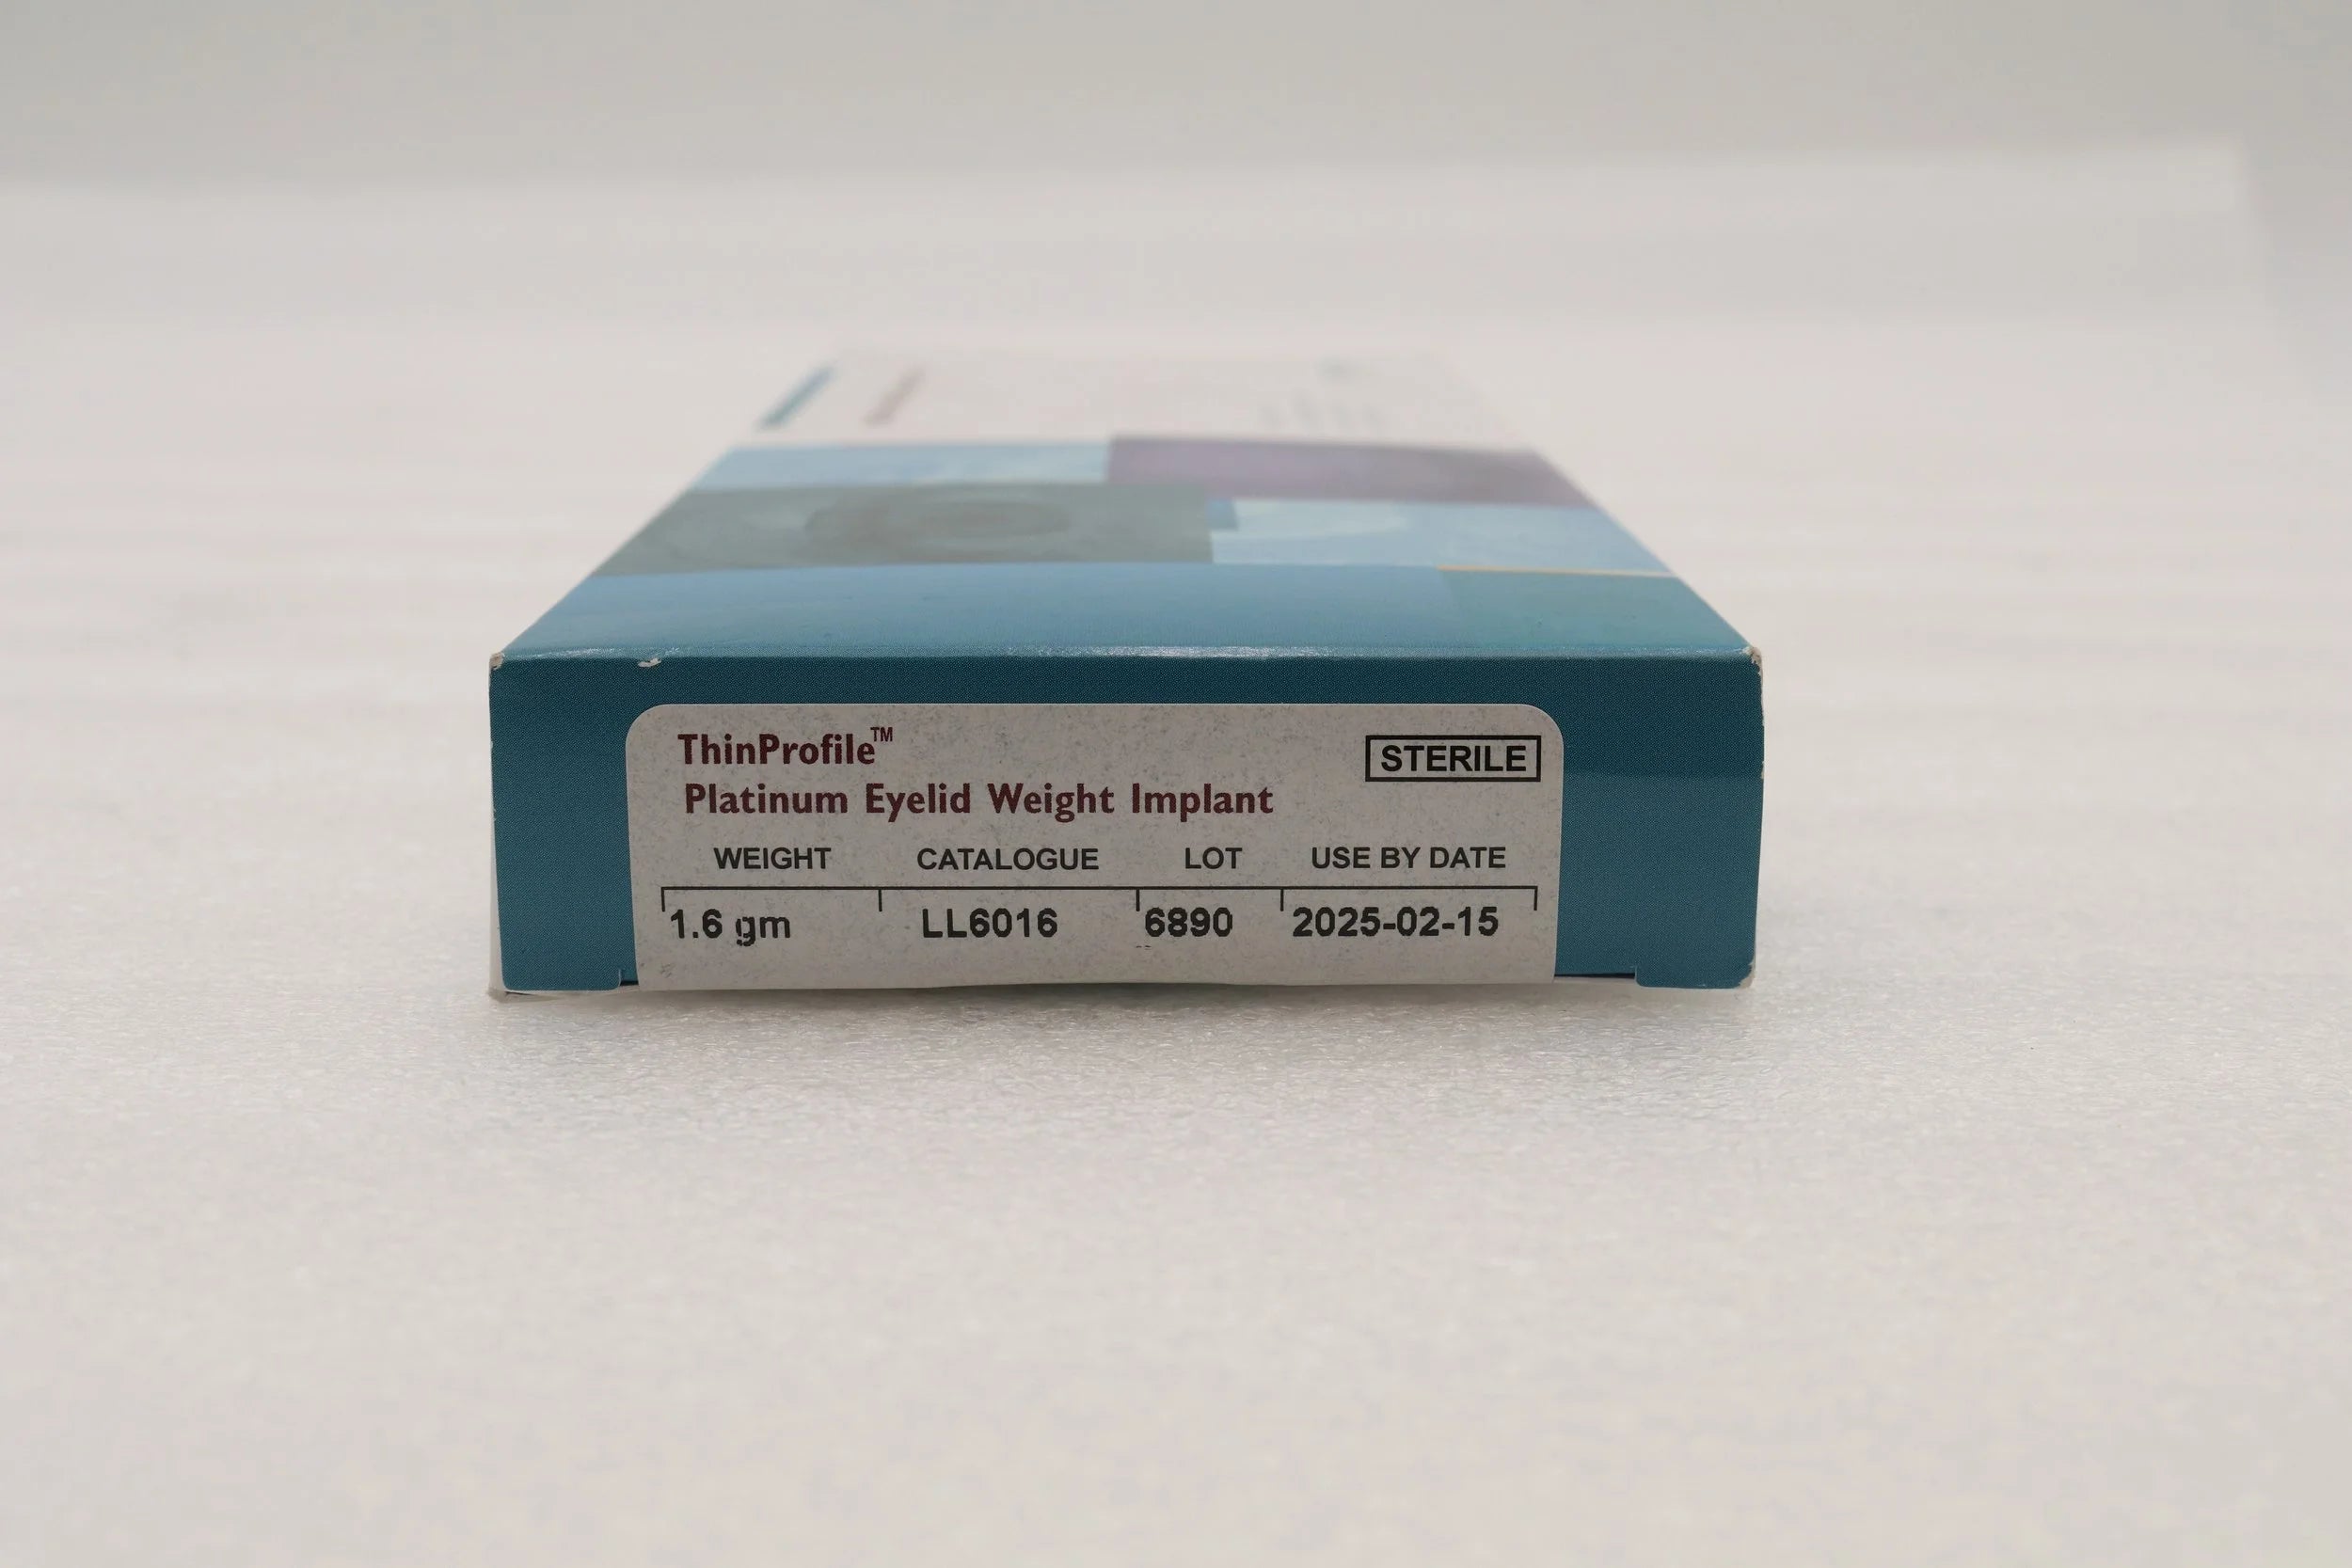 ThinProfile™
STERILE
Platinum Eyelid Weight Implant
WEIGHT CATALOGUE LOT USE BY DATE
1.6 gm LL6016 6890 2025-02-15